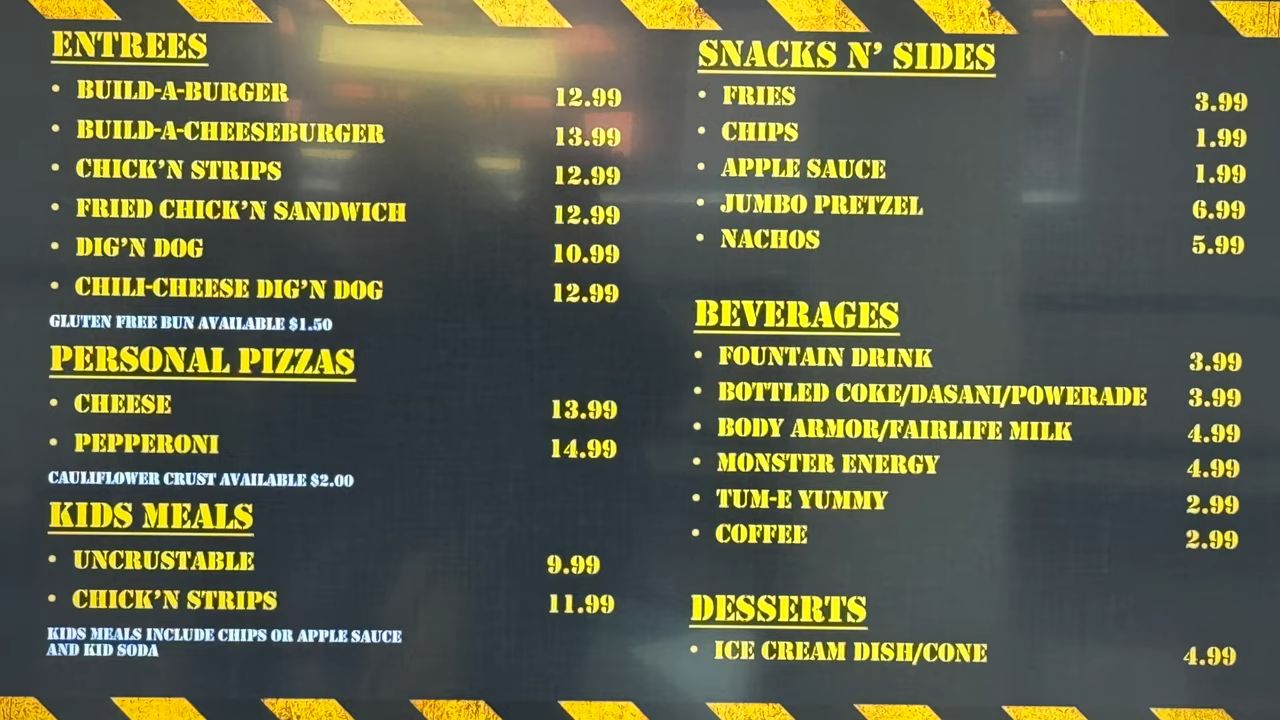 ENTREES
• BUILD-A-BURGER 12.99
• BUILD-A-CHEESEBURGER 13.99
• CHICK'N STRIPS 12.99
• FRIED CHICK'N SANDWICH 12.99
• DIG'N DOG 10.99
• CHILI-CHEESE DIG'N DOG 12.99
GLUTEN FREE BUN AVAILABLE $1.50
PERSONAL PIZZAS
• CHEESE 13.99
• PEPPERONI 14.99
CAULIFLOWER CRUST AVAILABLE $2.00
KIDS MEALS
• UNCRUSTABLE 9.99
• CHICK'N STRIPS 11.99
KIDS MEALS INCLUDE CHIPS OR APPLE SAUCE
AND KID SODA
SNACKS N' SIDES
• FRIES 3.99
• CHIPS 1.99
• APPLE SAUCE 1.99
• JUMBO PRETZEL 6.99
• NACHOS 5.99
BEVERAGES
• FOUNTAIN DRINK 3.99
• BOTTLED COKE/DASANI/POWERADE 3.99
• BODY ARMOR/FAIRLIFE MILK 4.99
• MONSTER ENERGY 4.99
• TUM-E YUMMY 2.99
• COFFEE 2.99
DESSERTS
• ICE CREAM DISH/CONE 4.99